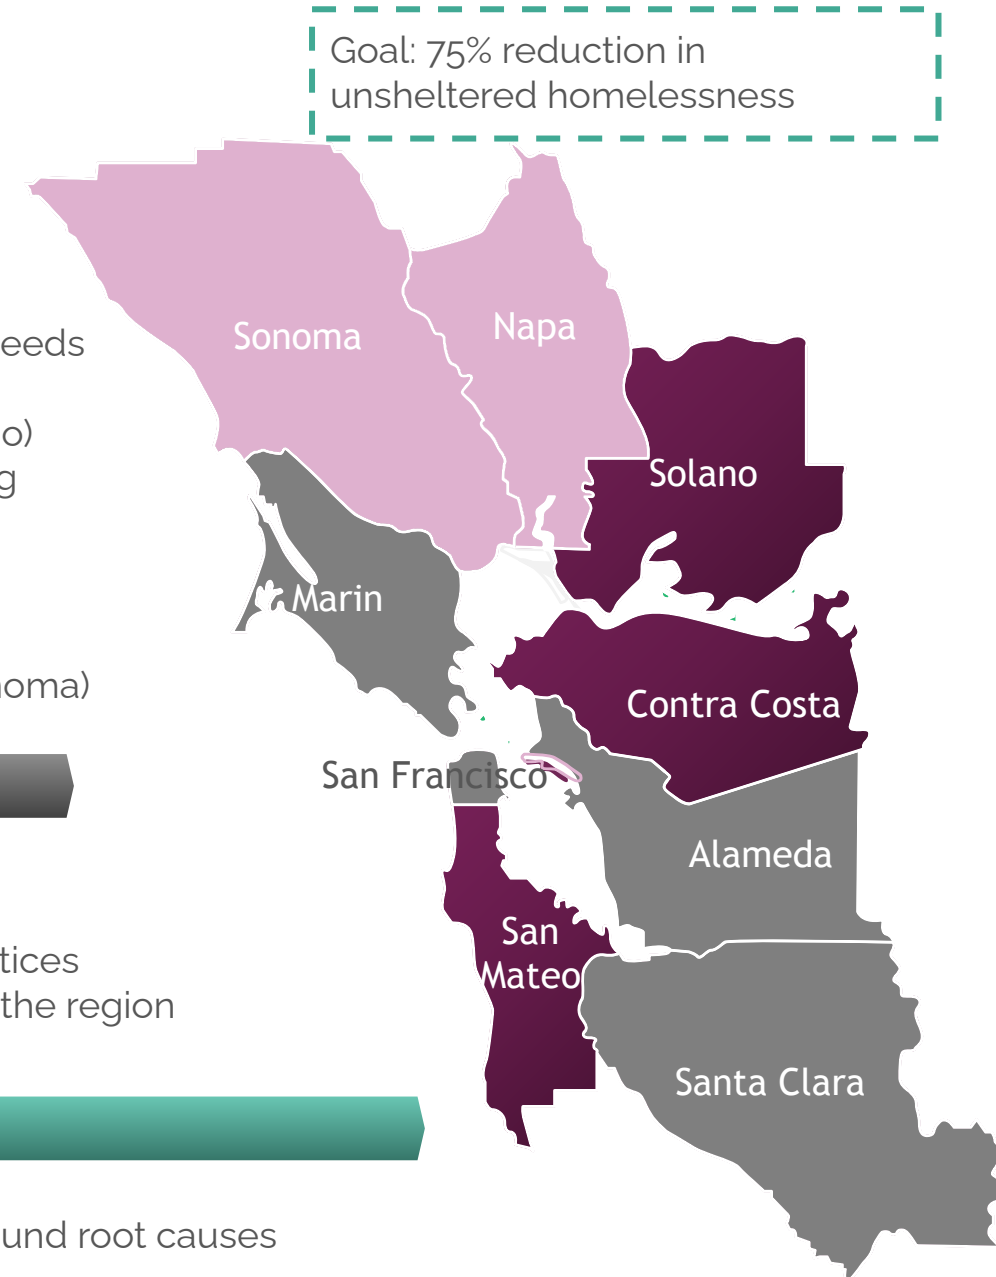 Goal: 75% reduction in
unsheltered homelessness
Sonoma
Napa
eeds
o)
Solano
g
Marin
noma)
Contra Costa
San Francisco
Alameda
San
Mateo
tices
the region
Santa Clara
und root causes